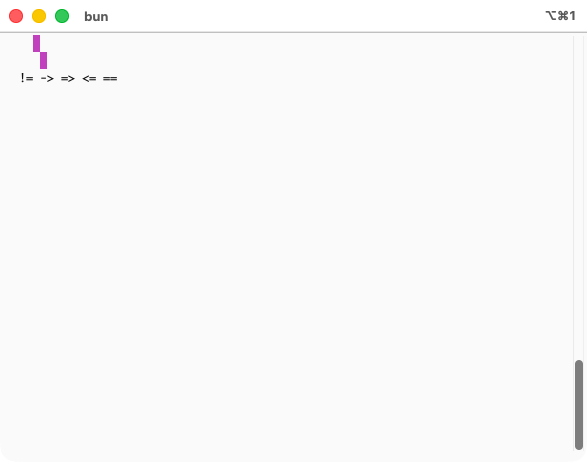 bun
⌥⌘1
!= -> => <= ==